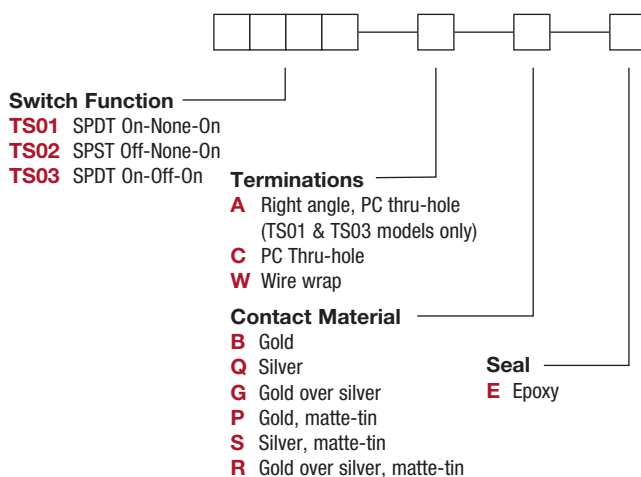 Switch Function
TS01 SPDT On-None-On
TS02 SPST Off-None-On
TS03 SPDT On-Off-On
Terminations
A Right angle, PC thru-hole
(TS01 & TS03 models only)
C PC Thru-hole
W Wire wrap
Contact Material
B Gold
Q Silver
G Gold over silver
P Gold, matte-tin
S Silver, matte-tin
R Gold over silver, matte-tin
Seal
E Epoxy